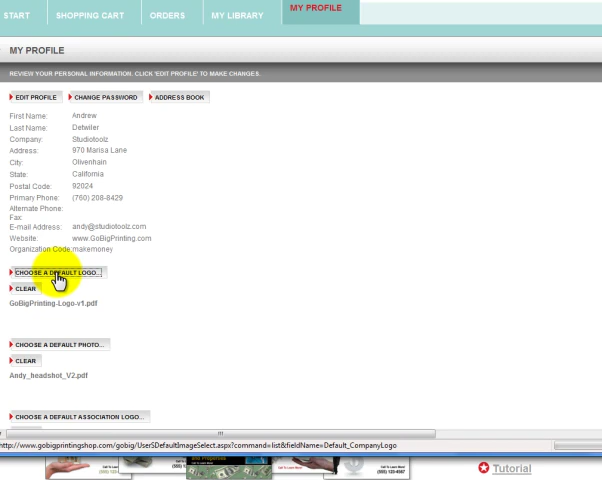 START SHOPPING CART ORDERS MY LIBRARY MY PROFILE
MY PROFILE
REVIEW YOUR PERSONAL INFORMATION. CLICK 'EDIT PROFILE' TO MAKE CHANGES.
EDIT PROFILE CHANGE PASSWORD ADDRESS BOOK
First Name: Andrew
Last Name: Detwiler
Company: Studiotoolz
Address: 970 Marisa Lane
City: Olivenhain
State: California
Postal Code: 92024
Primary Phone: (760) 208-8429
Alternate Phone:
Fax:
E-mail Address: andy@studiotoolz.com
Website: www.GoBigPrinting.com
Organization Code: makemoney
CHOOSE A DEFAULT LOGO...
CLEAR
GoBigPrinting-Logo-v1.pdf
CHOOSE A DEFAULT PHOTO...
CLEAR
Andy_headshot_V2.pdf
CHOOSE A DEFAULT ASSOCIATION LOGO...
http://www.gobigprintingshop.com/gobig/UserSDefaultImageSelect.aspx?command=list&fieldName=Default_CompanyLogo
Tutorial